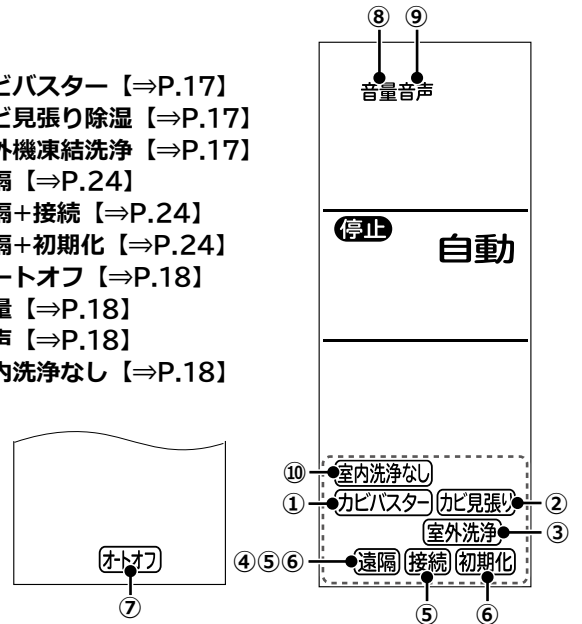 ⑧ ⑨
音量音声
ビバスター【⇒P.17】
ビ見張り除湿【⇒P.17】
外機凍結洗浄【⇒P.17】
隔【⇒P.24】
隔+接続【⇒P.24】
隔+初期化【⇒P.24】
ートオフ【⇒P.18】
量【⇒P.18】
声【⇒P.18】
内洗浄なし【⇒P.18】
停止
自動
⑩ 室内洗浄なし
① カビバスター カビ見張り ②
室外洗浄 ③
④⑤⑥ 遠隔 接続 初期化
⑤ ⑥
オートオフ
⑦